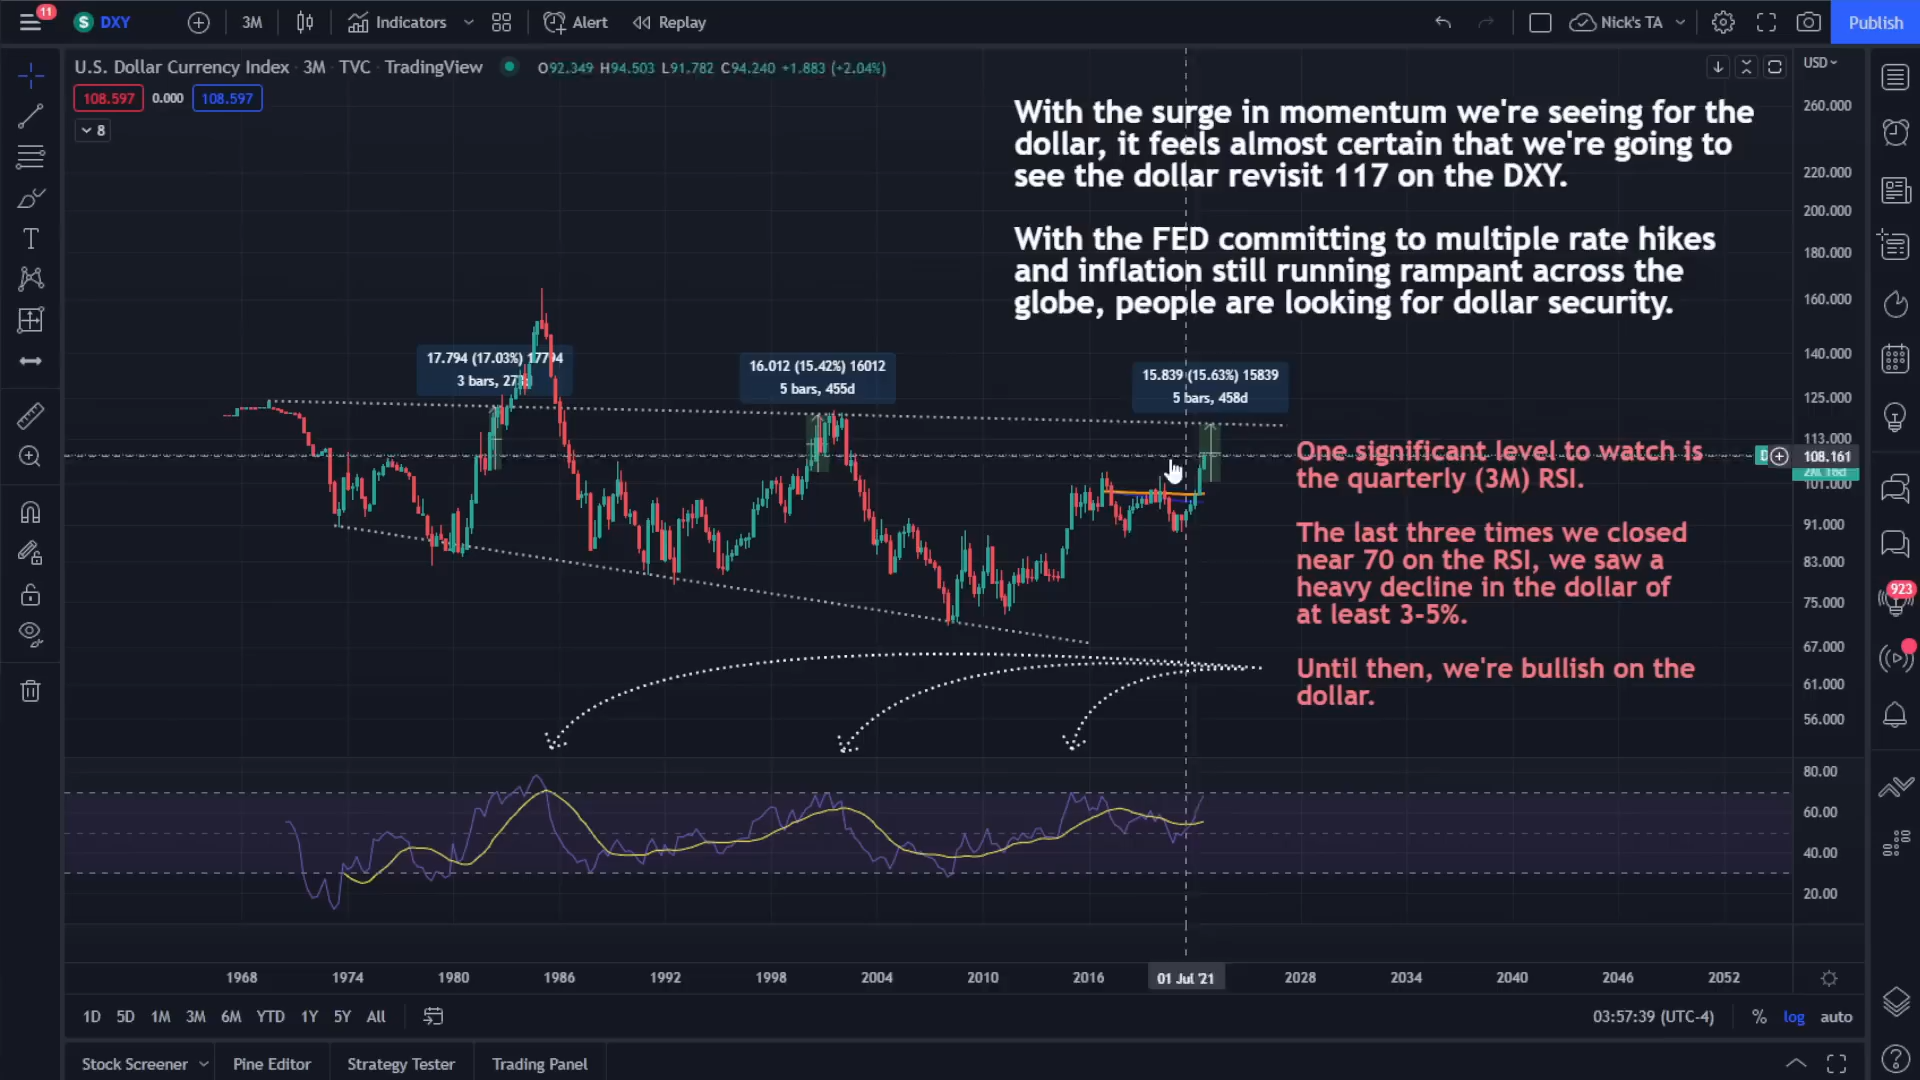 11
$ DXY
3M
Indicators
Alert
Replay
Nick's TA
Publish
U.S. Dollar Currency Index · 3M · TVC · TradingView
O92.349 H94.503 L91.782 C94.240 +1.883 (+2.04%)
USD
108.597 0.000 108.597
8
With the surge in momentum we're seeing for the
dollar, it feels almost certain that we're going to
see the dollar revisit 117 on the DXY.
With the FED committing to multiple rate hikes
and inflation still running rampant across the
globe, people are looking for dollar security.
17.794 (17.03%) 17794
3 bars, 273d
16.012 (15.42%) 16012
5 bars, 455d
15.839 (15.63%) 15839
5 bars, 458d
One significant level to watch is
the quarterly (3M) RSI.
The last three times we closed
near 70 on the RSI, we saw a
heavy decline in the dollar of
at least 3-5%.
Until then, we're bullish on the
dollar.
260.000
220.000
200.000
180.000
160.000
140.000
125.000
113.000
108.161
101.000
91.000
83.000
75.000
67.000
61.000
56.000
80.00
60.00
40.00
20.00
923
1968 1974 1980 1986 1992 1998 2004 2010 2016 01 Jul '21 2028 2034 2040 2046 2052
1D 5D 1M 3M 6M YTD 1Y 5Y All
03:57:39 (UTC-4) % log auto
Stock Screener Pine Editor Strategy Tester Trading Panel